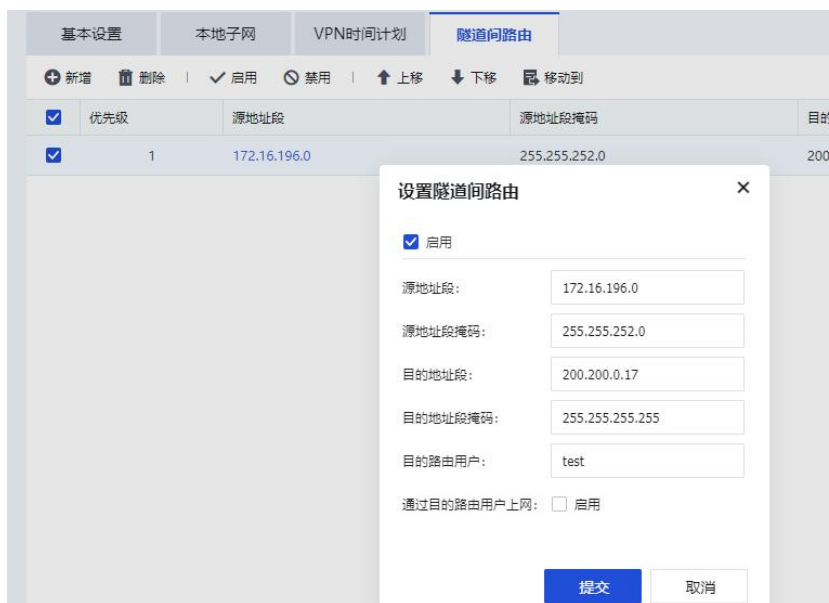 基本设置 本地子网 VPN时间计划 隧道间路由
新增 删除 启用 禁用 上移 下移 移动到
优先级 源地址段 源地址段掩码 目的
1 172.16.196.0 255.255.252.0 200
设置隧道间路由
启用
源地址段: 172.16.196.0
源地址段掩码: 255.255.252.0
目的地址段: 200.200.0.17
目的地址段掩码: 255.255.255.255
目的路由用户: test
通过目的路由用户上网: 启用
提交 取消